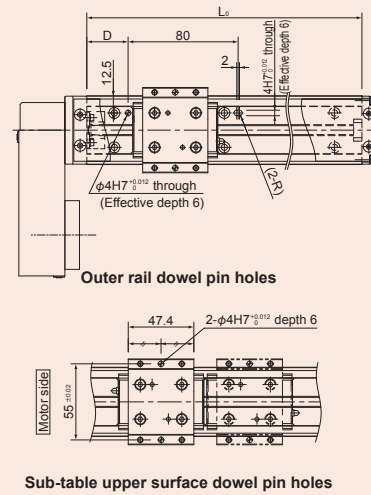 L₀
D
80
2
12.5
4H7 +0.012 0 through
(Effective depth 6)
φ4H7 +0.012 0 through
(Effective depth 6)
(2-R)
Outer rail dowel pin holes
47.4
2-φ4H7 +0.012 0 depth 6
Motor side
55 ±0.02
Sub-table upper surface dowel pin holes